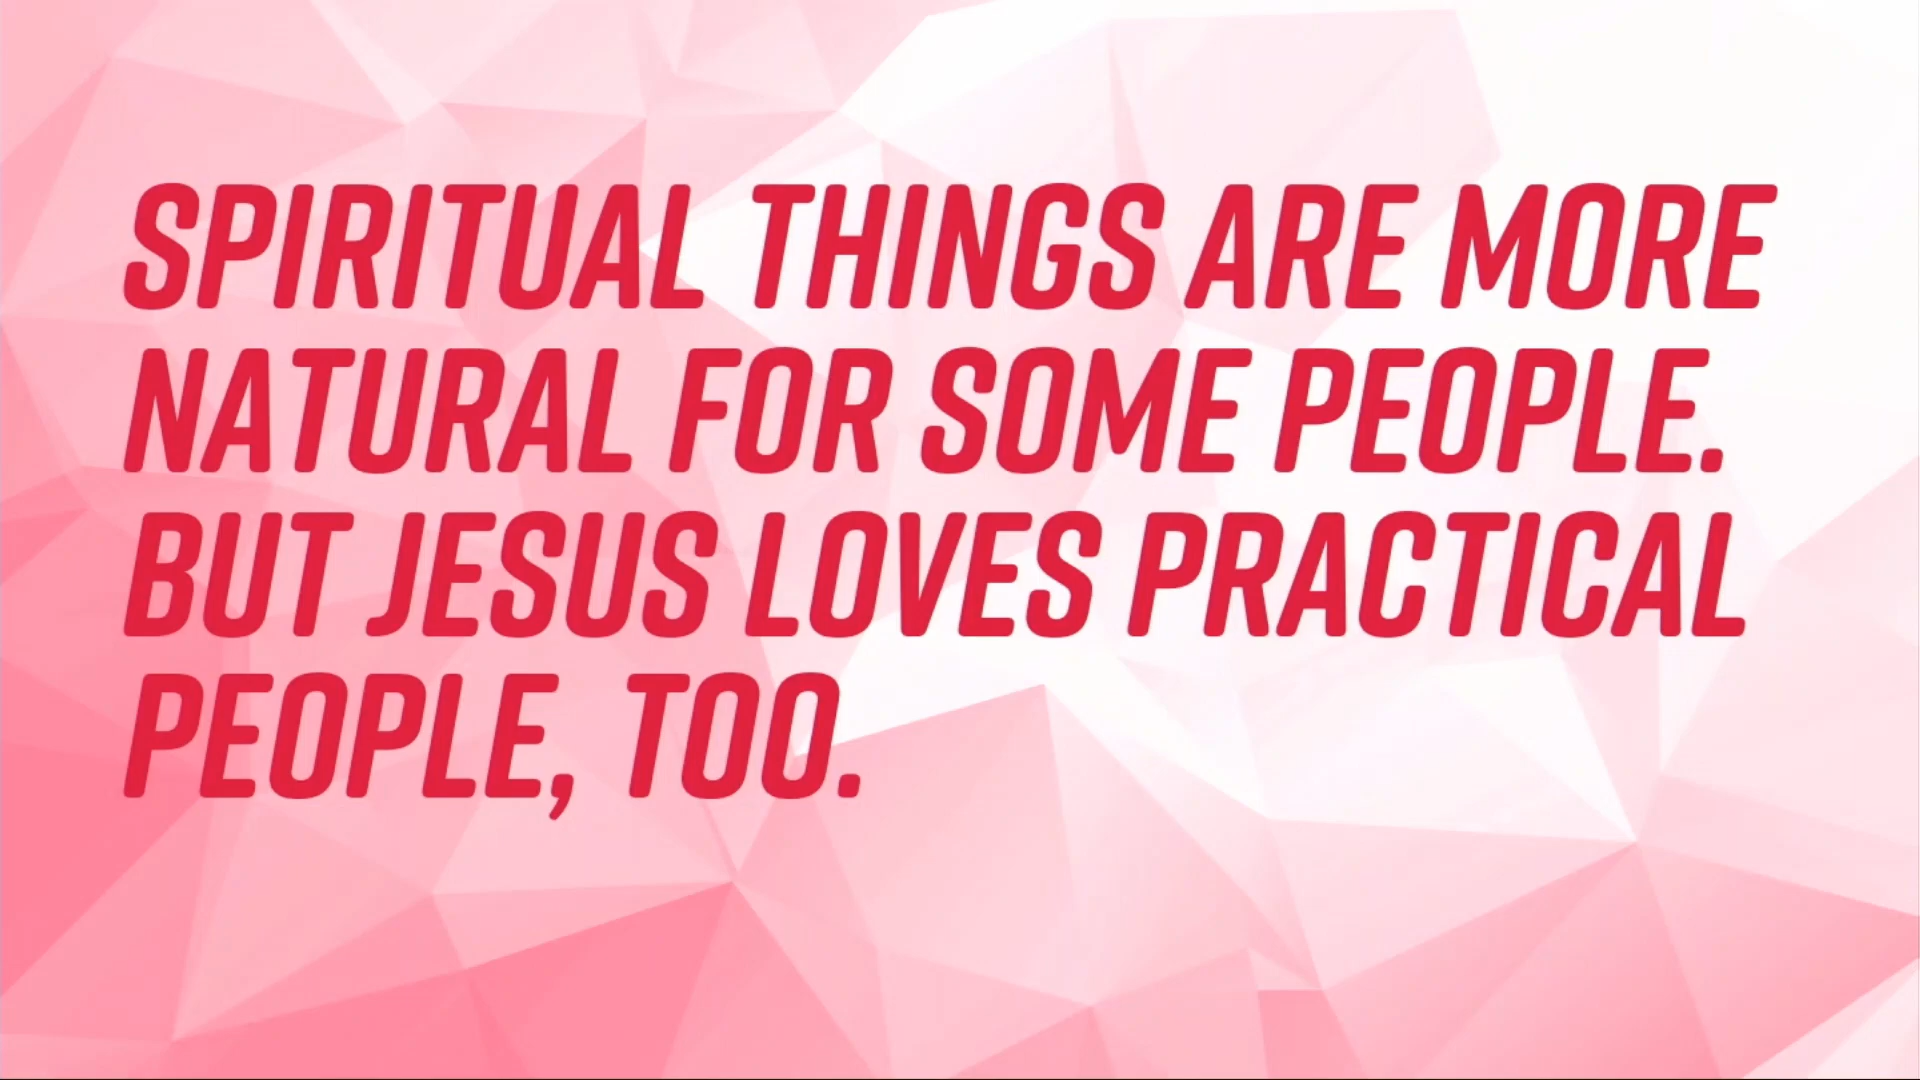 SPIRITUAL THINGS ARE MORE
NATURAL FOR SOME PEOPLE.
BUT JESUS LOVES PRACTICAL
PEOPLE, TOO.